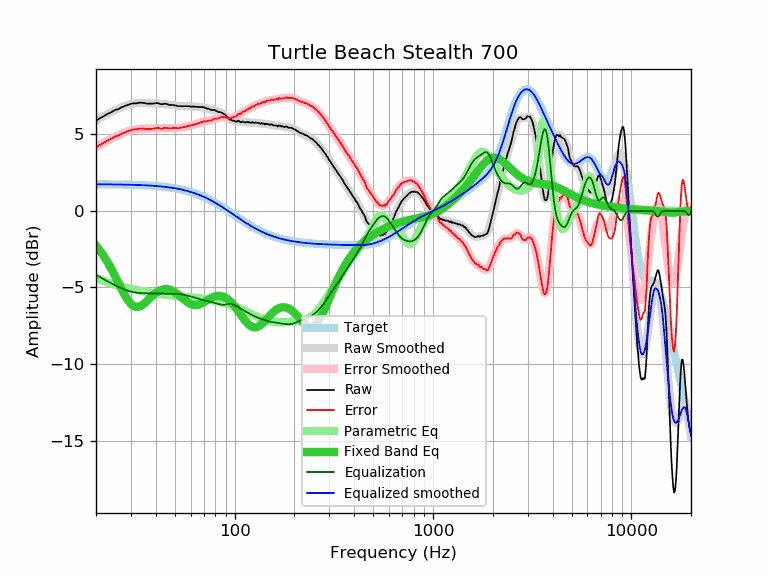 Turtle Beach Stealth 700
Amplitude (dBr)
5
0
−5
−10
−15
Target
Raw Smoothed
Error Smoothed
Raw
Error
Parametric Eq
Fixed Band Eq
Equalization
Equalized smoothed
100
1000
10000
Frequency (Hz)